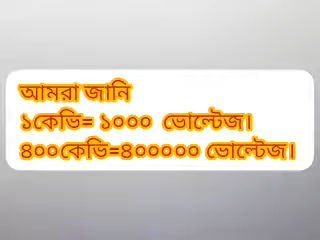 আমরা জানি
১কেভি= ১০০০ ভোল্টেজ।
৪০০কেভি=৪০০০০০ ভোল্টেজ।